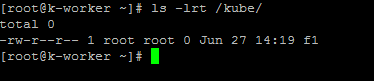 [root@k-worker ~]# ls -lrt /kube/
total 0
-rw-r--r-- 1 root root 0 Jun 27 14:19 f1
[root@k-worker ~]#